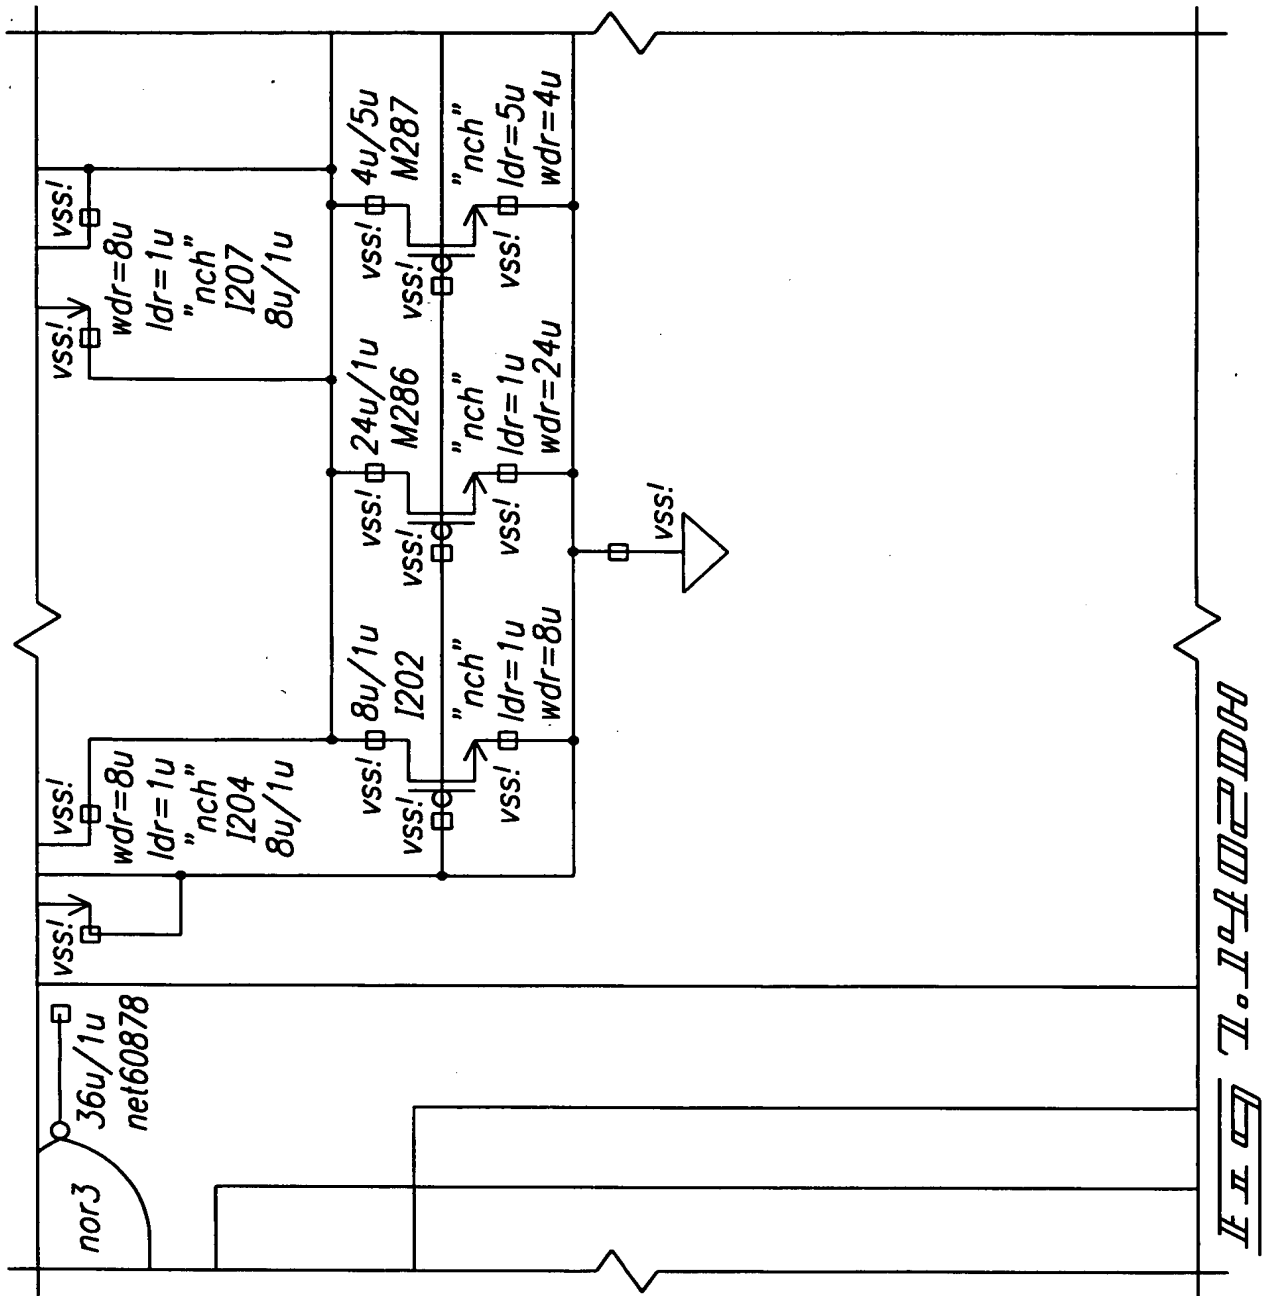 nor3
36u/1u
net60878
vss!
vss!
wdr=8u
ldr=1u
"nch"
I204
8u/1u
vss!
wdr=8u
ldr=1u
"nch"
I207
8u/1u
vss!
vss!
8u/1u
vss!
I202
"nch"
vss!
ldr=1u
wdr=8u
vss!
24u/1u
vss!
M286
"nch"
vss!
ldr=1u
wdr=24u
vss!
4u/5u
vss!
M287
"nch"
vss!
ldr=5u
wdr=4u
vss!
Fig 7.1402DH